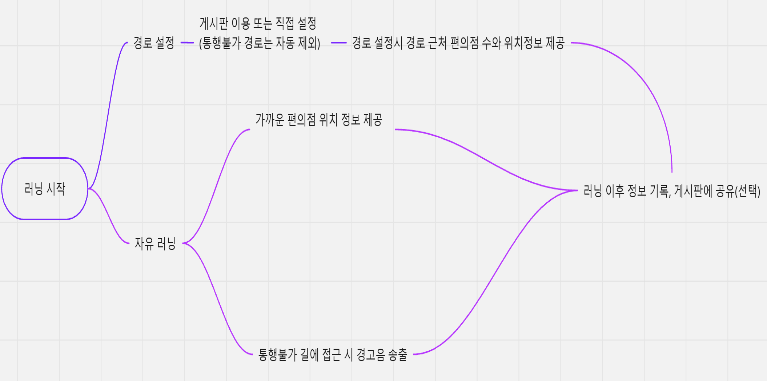 게시판 이용 또는 직접 설정
경로 설정
(통행불가 경로는 자동 제외)
경로 설정시 경로 근처 편의점 수와 위치정보 제공
가까운 편의점 위치 정보 제공
러닝 시작
러닝 이후 정보 기록, 게시판에 공유(선택)
자유 러닝
통행불가 길에 접근 시 경고음 송출